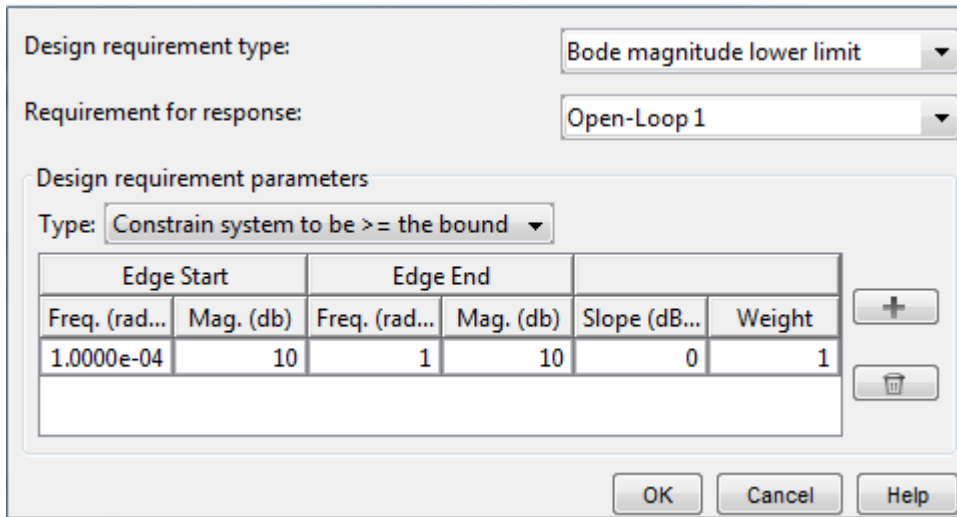 Design requirement type: Bode magnitude lower limit
Requirement for response: Open-Loop 1
Design requirement parameters
Type: Constrain system to be >= the bound
Edge Start Edge End
Freq. (rad... Mag. (db) Freq. (rad... Mag. (db) Slope (dB... Weight
1.0000e-04 10 1 10 0 1
OK Cancel Help